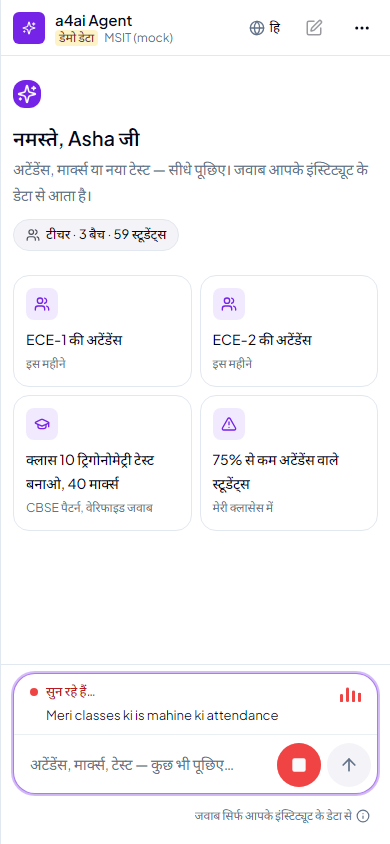 a4ai Agent
डेमो डेटा MSIT (mock)
हि
नमस्ते, Asha जी
अटेंडेंस, मार्क्स या नया टेस्ट — सीधे पूछिए। जवाब आपके इंस्टिट्यूट के
डेटा से आता है।
टीचर · 3 बैच · 59 स्टूडेंट्स
ECE-1 की अटेंडेंस
इस महीने
ECE-2 की अटेंडेंस
इस महीने
क्लास 10 ट्रिगोनोमेट्री टेस्ट
बनाओ, 40 मार्क्स
CBSE पैटर्न, वेरिफाइड जवाब
75% से कम अटेंडेंस वाले
स्टूडेंट्स
मेरी क्लासेस में
सुन रहे हैं…
Meri classes ki is mahine ki attendance
अटेंडेंस, मार्क्स, टेस्ट — कुछ भी पूछिए…
जवाब सिर्फ आपके इंस्टिट्यूट के डेटा से